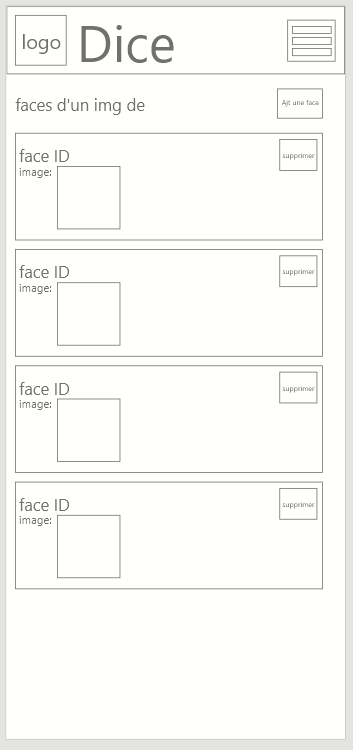 logo
Dice
faces d'un img de
Ajt une face
face ID
supprimer
image:
face ID
supprimer
image:
face ID
supprimer
image:
face ID
supprimer
image: